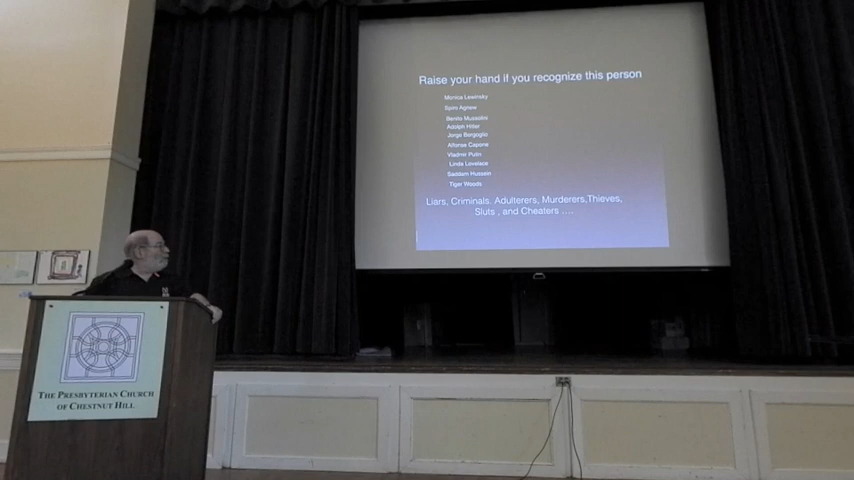 Raise your hand if you recognize this person
Monica Lewinsky
Spiro Agnew
Benito Mussolini
Adolph Hitler
Jorge Bergoglio
Alfonse Capone
Vladmir Putin
Linda Lovelace
Saddam Hussein
Tiger Woods
Liars, Criminals. Adulterers, Murderers,Thieves,
Sluts , and Cheaters ....
THE PRESBYTERIAN CHURCH
OF CHESTNUT HILL